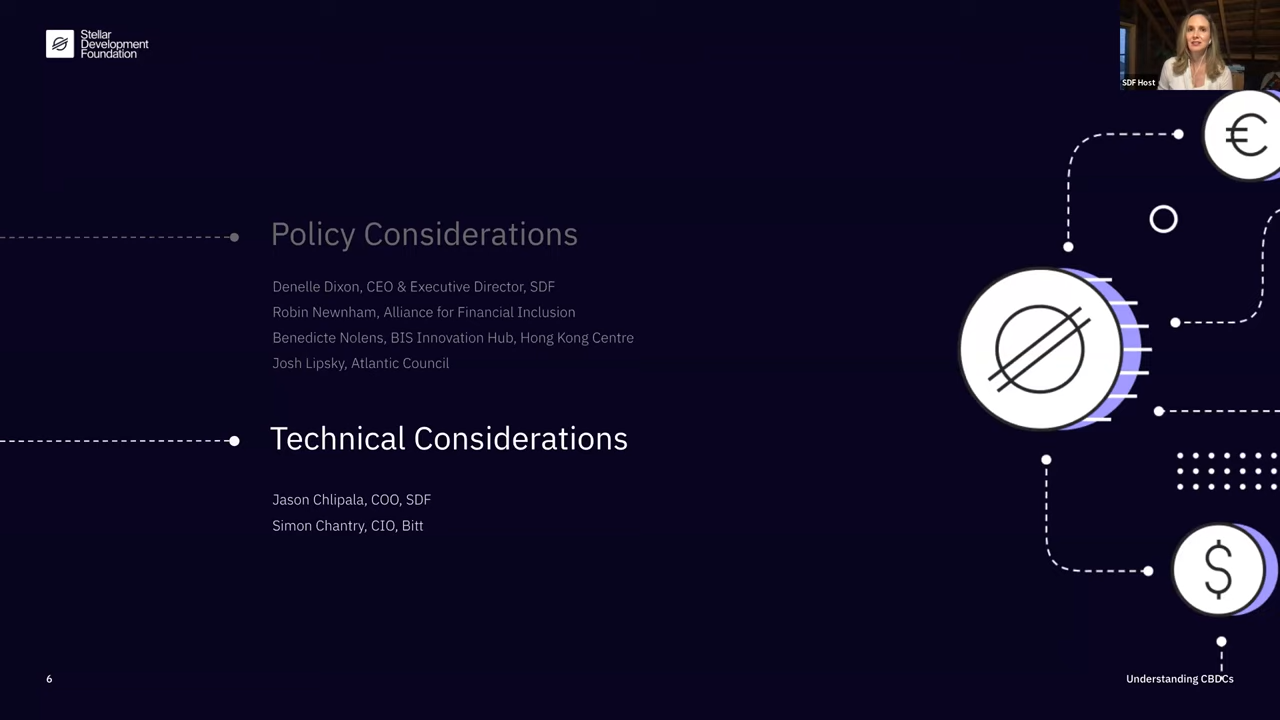 Stellar
Development
Foundation
SDF Host
€
Policy Considerations
Denelle Dixon, CEO & Executive Director, SDF
Robin Newnham, Alliance for Financial Inclusion
Benedicte Nolens, BIS Innovation Hub, Hong Kong Centre
Josh Lipsky, Atlantic Council
Technical Considerations
Jason Chlipala, COO, SDF
Simon Chantry, CIO, Bitt
$
6
Understanding CBDCs